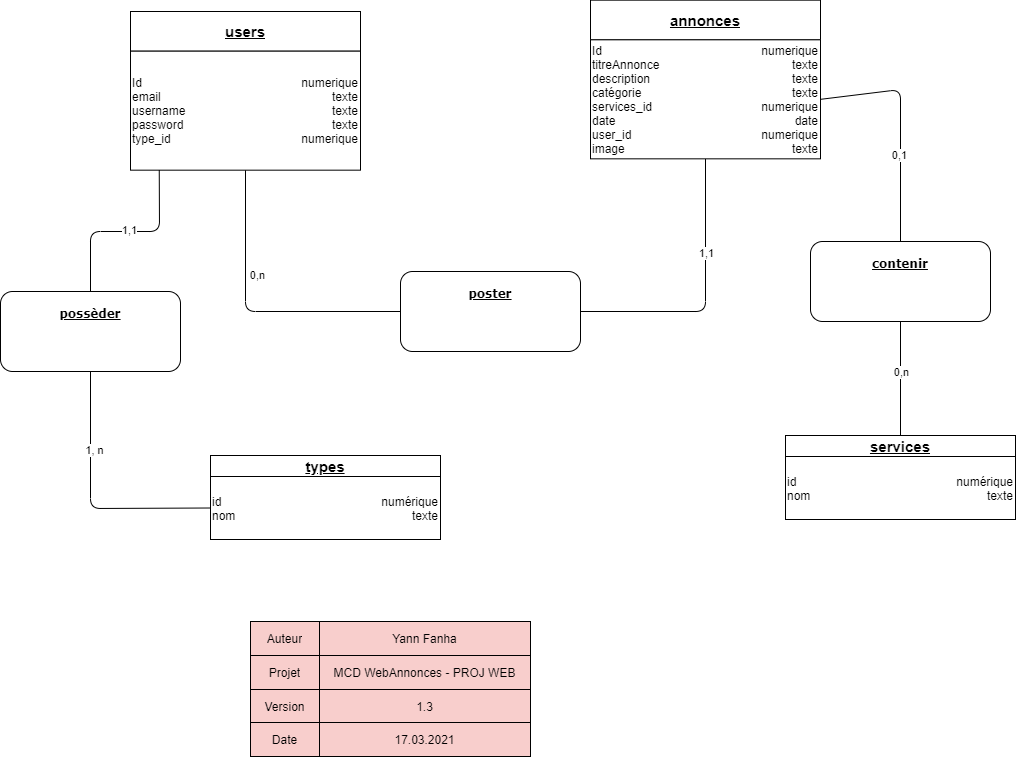 users
Id numerique
email texte
username texte
password texte
type_id numerique
annonces
Id numerique
titreAnnonce texte
description texte
catégorie texte
services_id numerique
date date
user_id numerique
image texte
1,1
0,n
1,1
0,1
possèder
poster
contenir
1, n
0,n
types
id numérique
nom texte
services
id numérique
nom texte
Auteur Yann Fanha
Projet MCD WebAnnonces - PROJ WEB
Version 1.3
Date 17.03.2021